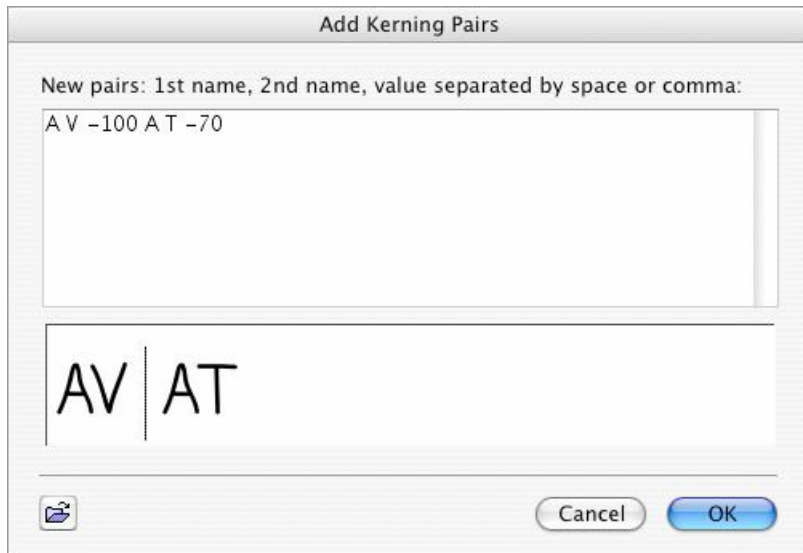 Add Kerning Pairs
New pairs: 1st name, 2nd name, value separated by space or comma:
A V −100 A T −70
AV AT
Cancel OK